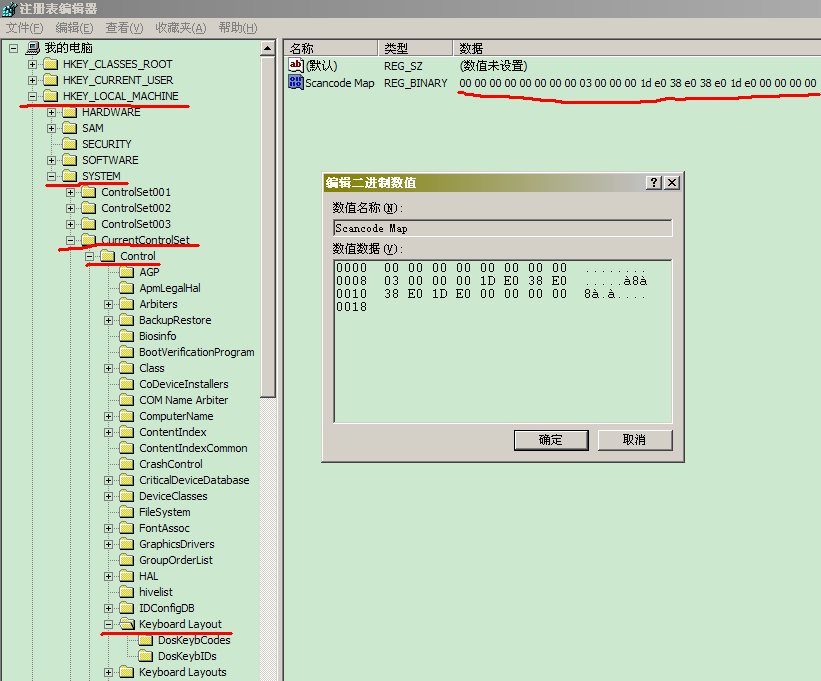 注册表编辑器
文件(F) 编辑(E) 查看(V) 收藏夹(A) 帮助(H)
我的电脑
HKEY_CLASSES_ROOT
HKEY_CURRENT_USER
HKEY_LOCAL_MACHINE
HARDWARE
SAM
SECURITY
SOFTWARE
SYSTEM
ControlSet001
ControlSet002
ControlSet003
CurrentControlSet
Control
AGP
ApmLegalHal
Arbiters
BackupRestore
Biosinfo
BootVerificationProgram
Class
CoDeviceInstallers
COM Name Arbiter
ComputerName
ContentIndex
ContentIndexCommon
CrashControl
CriticalDeviceDatabase
DeviceClasses
FileSystem
FontAssoc
GraphicsDrivers
GroupOrderList
HAL
hivelist
IDConfigDB
Keyboard Layout
DosKeybCodes
DosKeybIDs
Keyboard Layouts
名称 类型 数据
ab (默认) REG_SZ (数值未设置)
Scancode Map REG_BINARY 00 00 00 00 00 00 00 00 03 00 00 00 1d e0 38 e0 38 e0 1d e0 00 00 00 00
编辑二进制数值
数值名称(N):
Scancode Map
数值数据(V):
0000 00 00 00 00 00 00 00 00 ........
0008 03 00 00 00 1D E0 38 E0 .....à8à
0010 38 E0 1D E0 00 00 00 00 8à.à....
0018
确定 取消